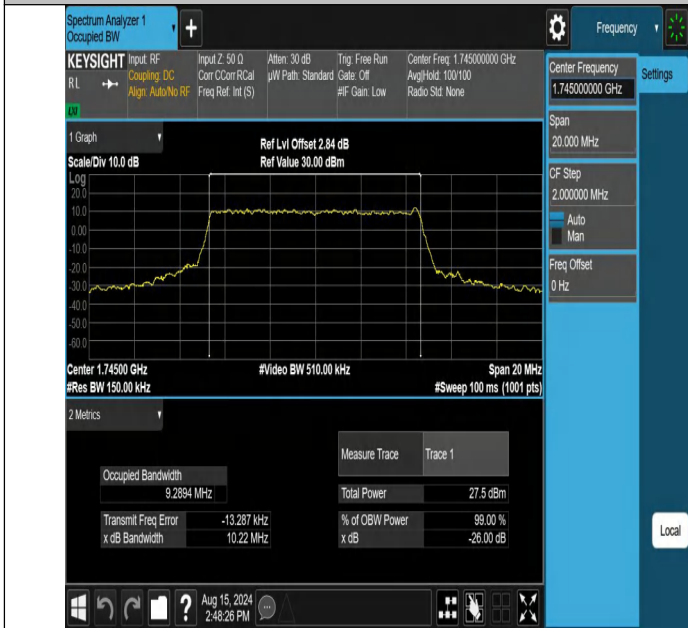 Spectrum Analyzer 1
Occupied BW
+
Frequency
KEYSIGHT
RL
LXI
Input: RF
Coupling: DC
Align: Auto/No RF
Input Z: 50 Ω
Corr CCorr RCal
Freq Ref: Int (S)
Atten: 30 dB
µW Path: Standard
Trig: Free Run
Gate: Off
#IF Gain: Low
Center Freq: 1.745000000 GHz
Avg|Hold: 100/100
Radio Std: None
Center Frequency
1.745000000 GHz
Settings
Span
20.000 MHz
CF Step
2.000000 MHz
Auto
Man
Freq Offset
0 Hz
Local
1 Graph
Scale/Div 10.0 dB
Ref Lvl Offset 2.84 dB
Ref Value 30.00 dBm
Log
20.0
10.0
0.00
-10.0
-20.0
-30.0
-40.0
-50.0
-60.0
Center 1.74500 GHz
#Video BW 510.00 kHz
Span 20 MHz
#Res BW 150.00 kHz
#Sweep 100 ms (1001 pts)
2 Metrics
Measure Trace Trace 1
Occupied Bandwidth
9.2894 MHz
Total Power 27.5 dBm
Transmit Freq Error -13.287 kHz
% of OBW Power 99.00 %
x dB Bandwidth 10.22 MHz
x dB -26.00 dB
?
Aug 15, 2024
2:48:26 PM